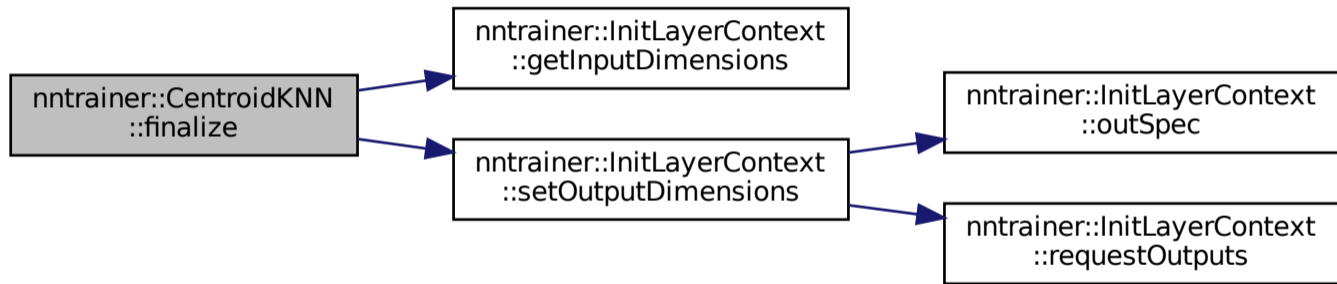 nntrainer::CentroidKNN
::finalize
nntrainer::InitLayerContext
::getInputDimensions
nntrainer::InitLayerContext
::setOutputDimensions
nntrainer::InitLayerContext
::outSpec
nntrainer::InitLayerContext
::requestOutputs